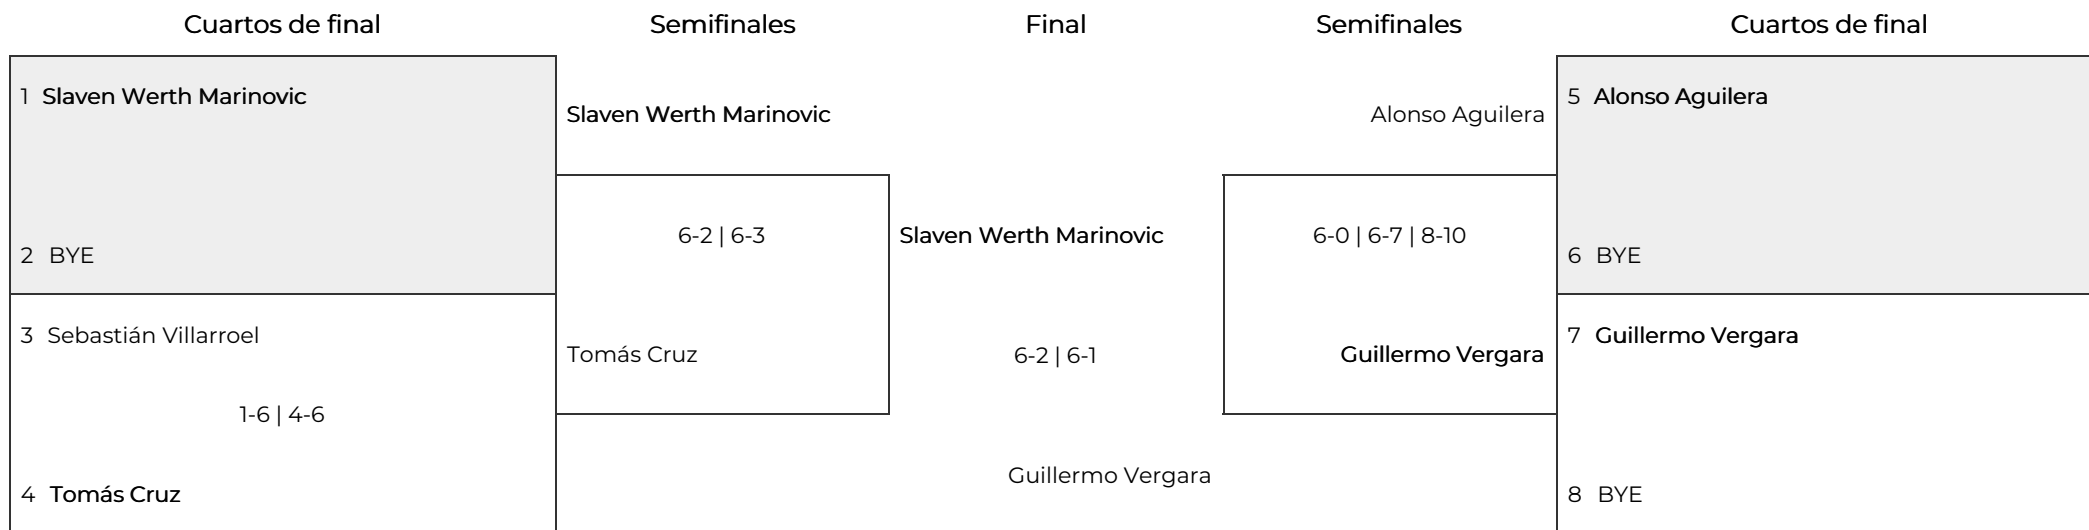 Cuartos de final
Semifinales
Final
Semifinales
Cuartos de final
1 Slaven Werth Marinovic
2 BYE
3 Sebastián Villarroel
1-6 | 4-6
4 Tomás Cruz
Slaven Werth Marinovic
6-2 | 6-3
Tomás Cruz
Slaven Werth Marinovic
6-2 | 6-1
Guillermo Vergara
Alonso Aguilera
6-0 | 6-7 | 8-10
Guillermo Vergara
5 Alonso Aguilera
6 BYE
7 Guillermo Vergara
8 BYE